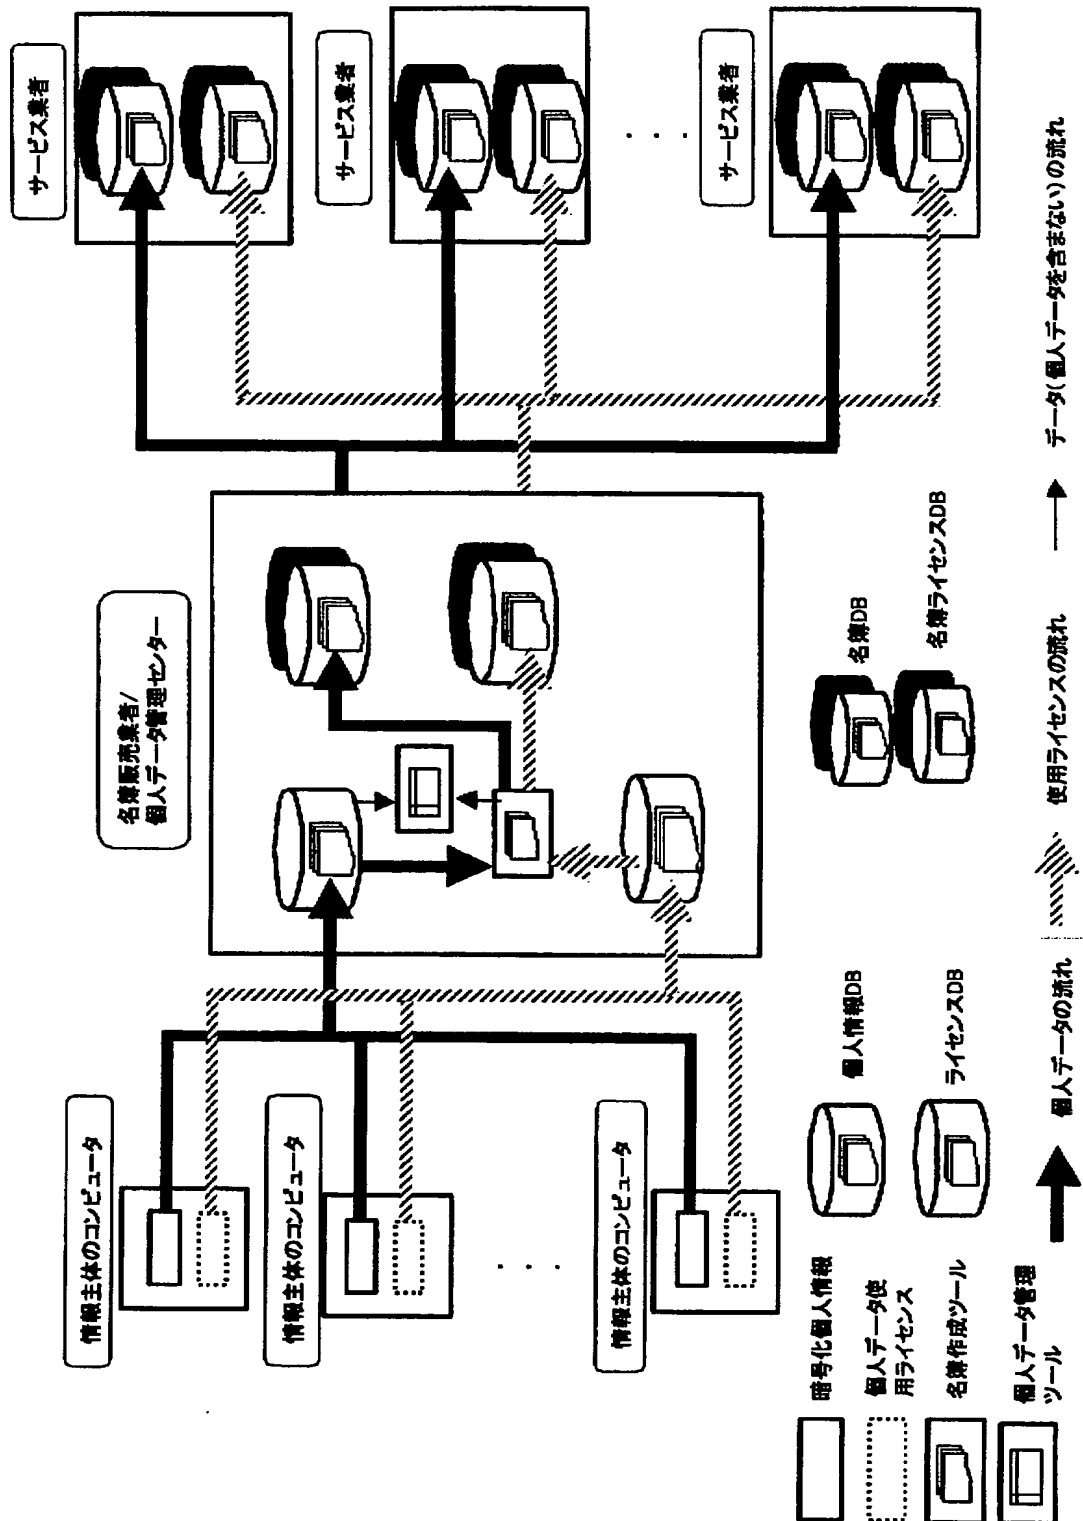 情報主体のコンピュータ
情報主体のコンピュータ
情報主体のコンピュータ
名簿販売業者/
個人データ管理センター
サービス業者
サービス業者
サービス業者
暗号化個人情報
個人データ使
用ライセンス
名簿作成ツール
個人データ管理
ツール
個人情報DB
ライセンスDB
名簿DB
名簿ライセンスDB
個人データの流れ
使用ライセンスの流れ
データ(個人データを含まない)の流れ